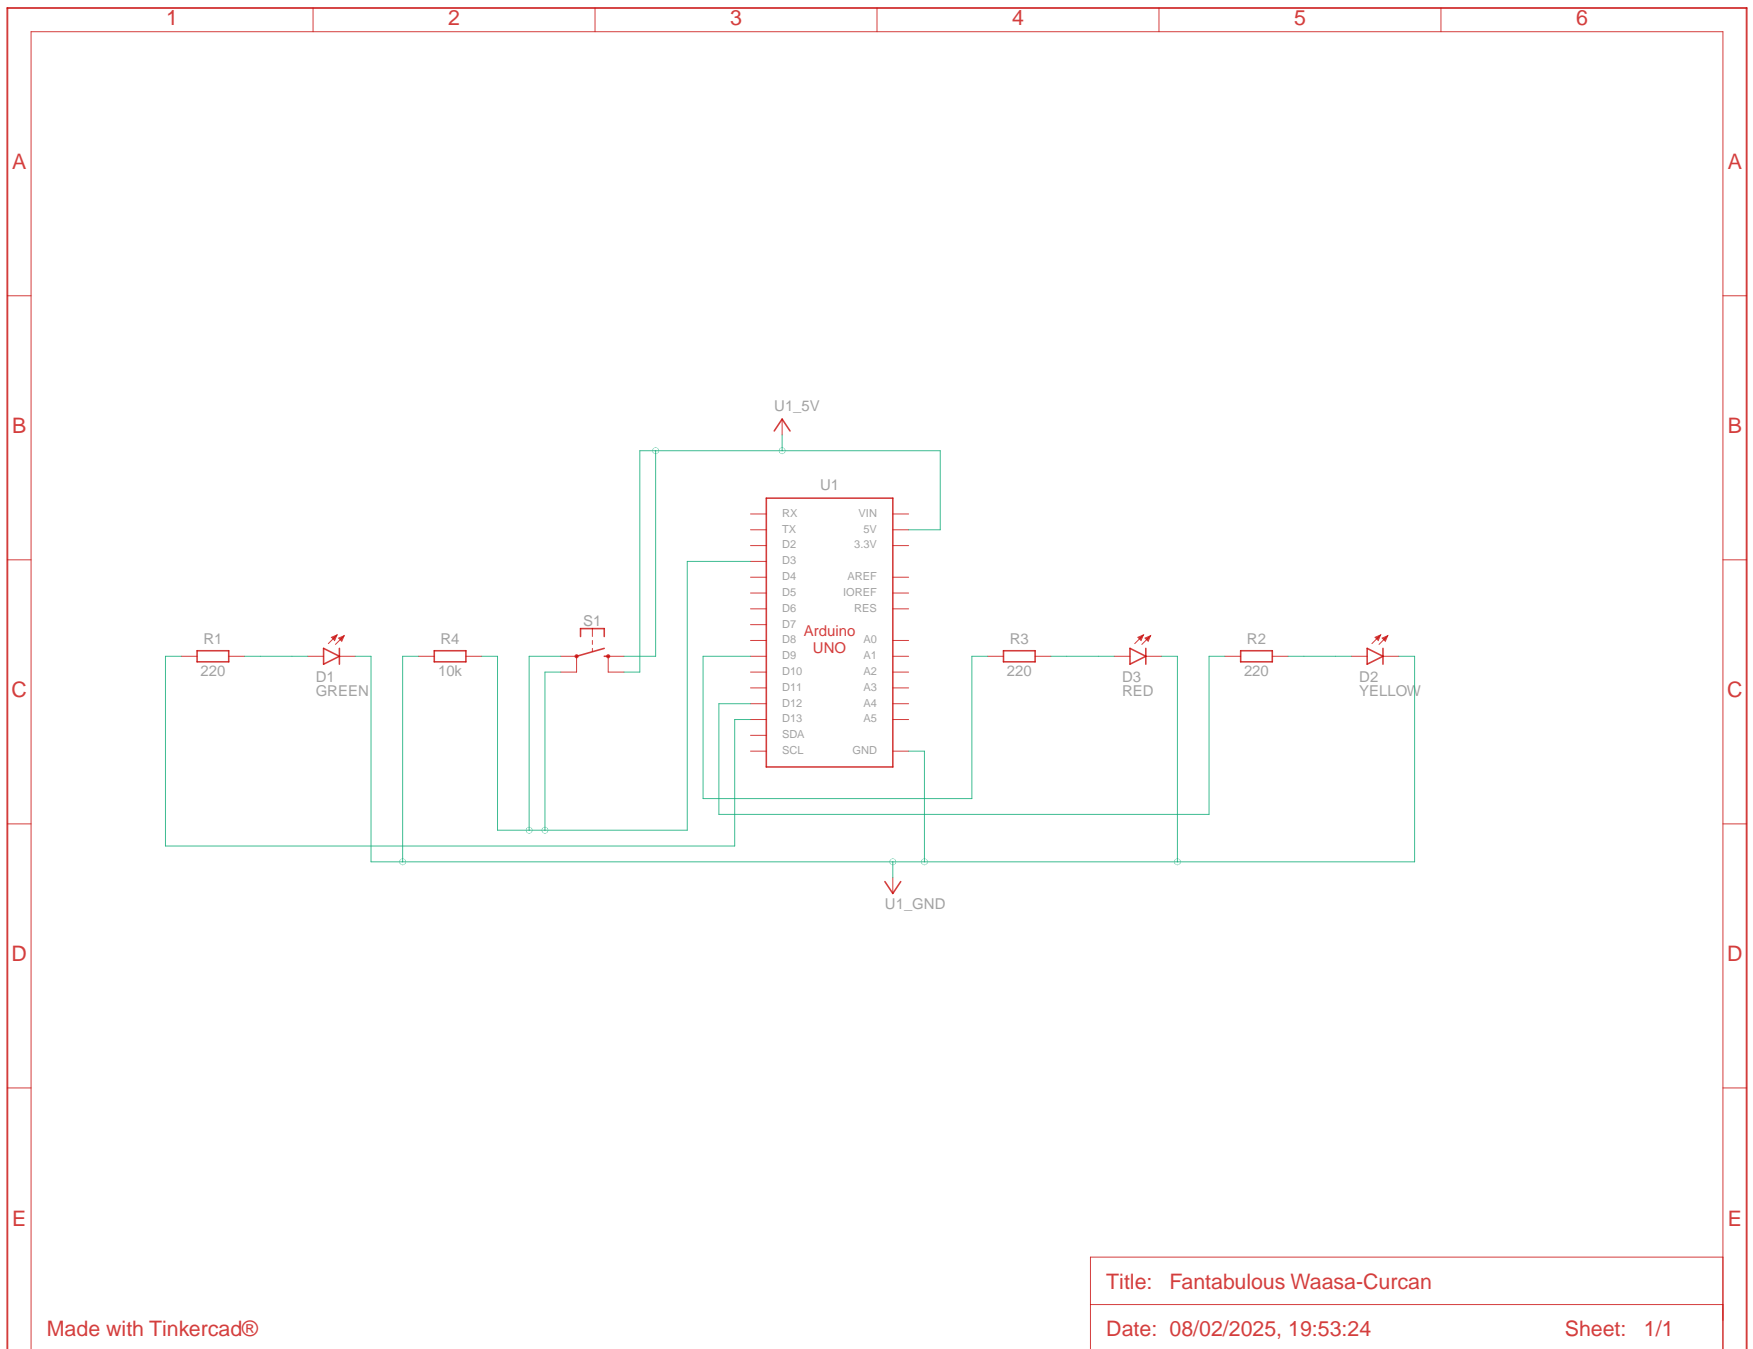 1 2 3 4 5 6
A A
U1_5V
B B
U1
RX VIN
TX 5V
D2 3.3V
D3
D4 AREF
D5 IOREF
D6 RES
D7
D8 A0
D9 A1
D10 A2
D11 A3
D12 A4
D13 A5
SDA
SCL GND
Arduino
UNO
S1
R1
220
D1
GREEN
R4
10k
R3
220
D3
RED
R2
220
D2
YELLOW
C C
U1_GND
D D
E E
Title: Fantabulous Waasa-Curcan
Made with Tinkercad®
Date: 08/02/2025, 19:53:24 Sheet: 1/1